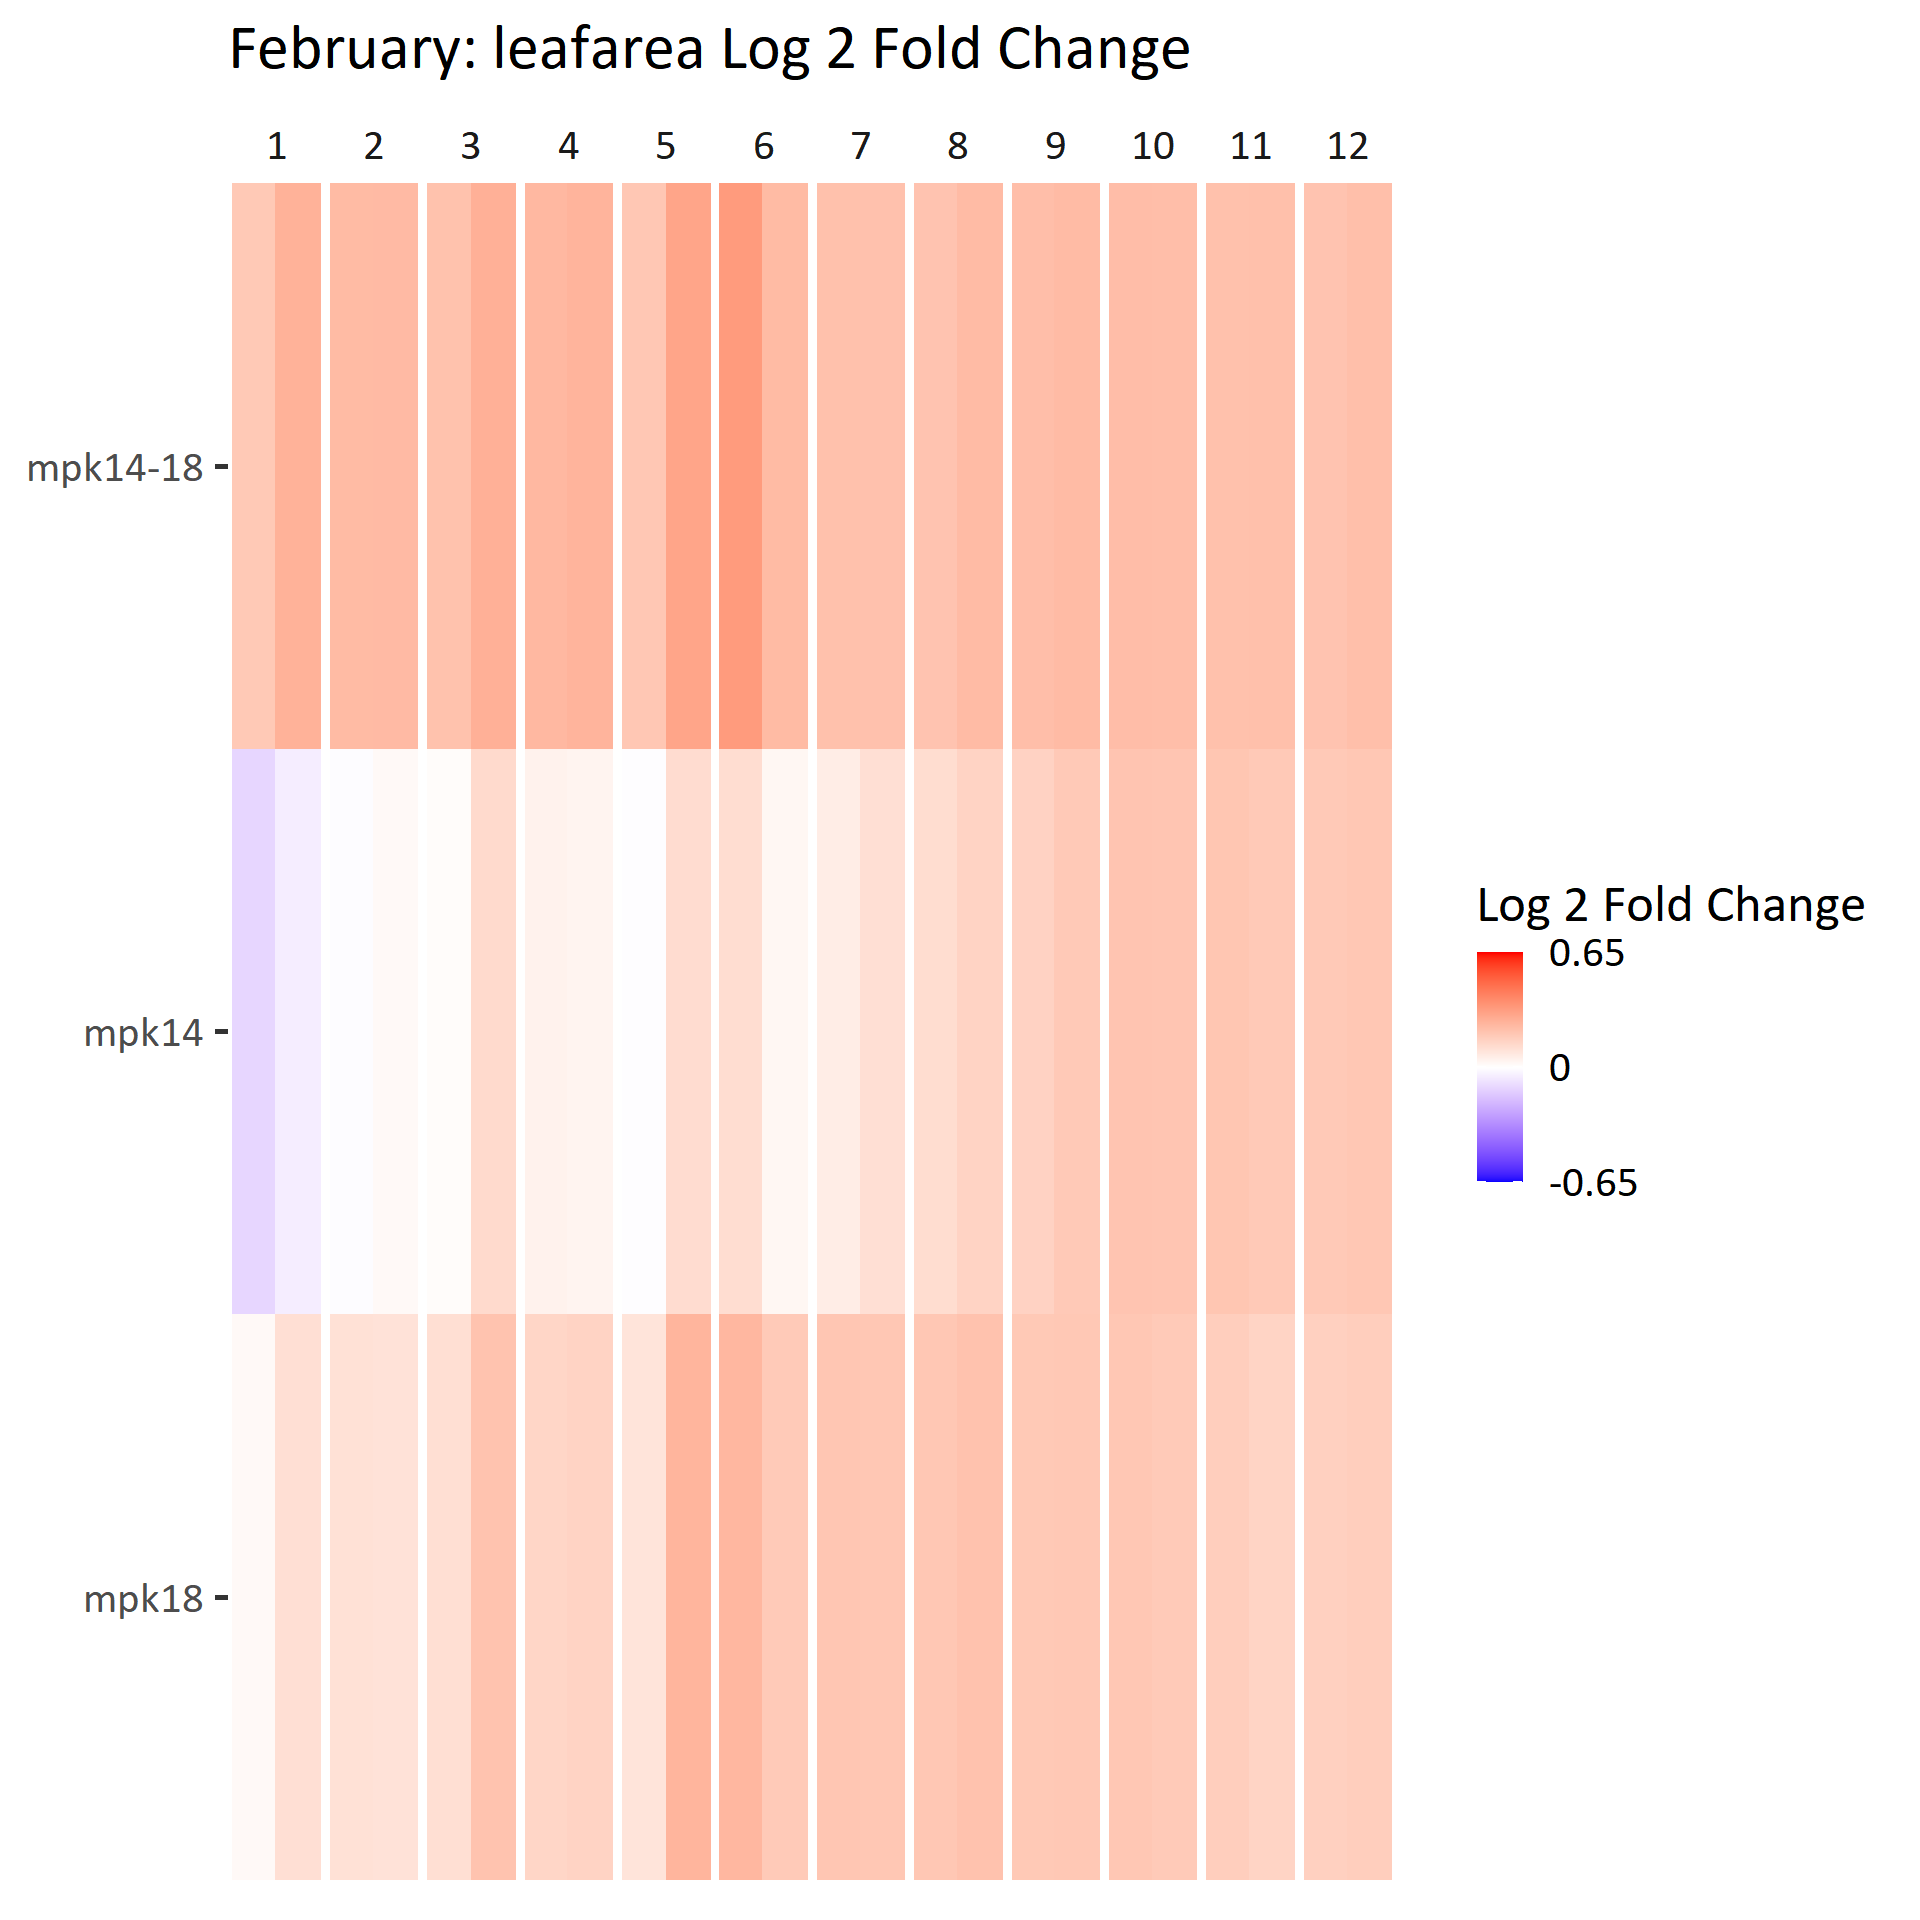 February: leafarea Log 2 Fold Change
1 2 3 4 5 6 7 8 9 10 11 12
mpk14-18
mpk14
mpk18
Log 2 Fold Change
0.65
0
-0.65